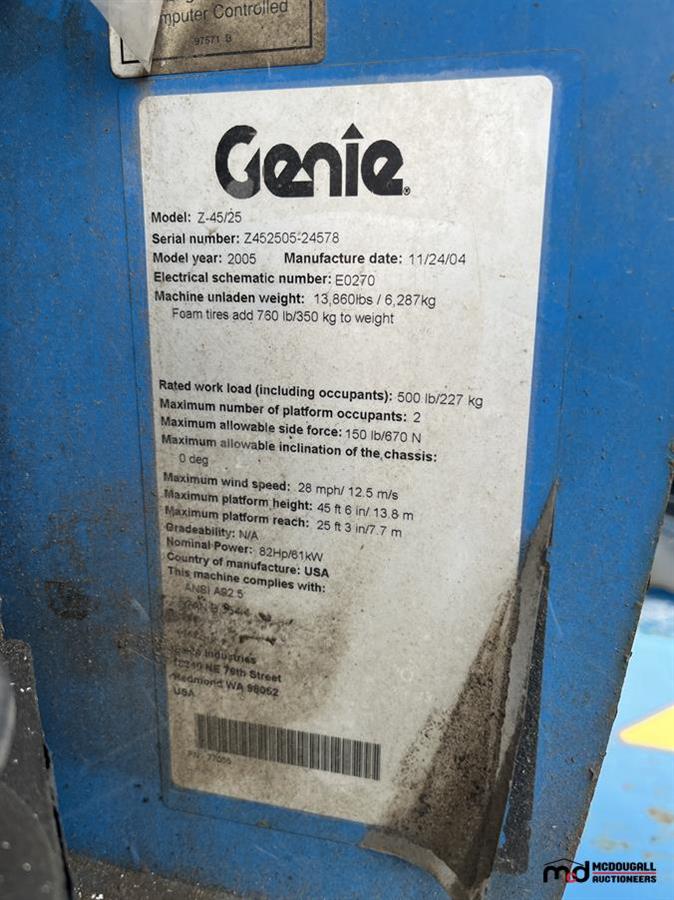 mputer Controlled
97571 B
Genie
Model: Z-45/25
Serial number: Z452505-24578
Model year: 2005 Manufacture date: 11/24/04
Electrical schematic number: E0270
Machine unladen weight: 13,860lbs / 6,287kg
Foam tires add 760 lb/350 kg to weight
Rated work load (including occupants): 500 lb/227 kg
Maximum number of platform occupants: 2
Maximum allowable side force: 150 lb/670 N
Maximum allowable inclination of the chassis:
0 deg
Maximum wind speed: 28 mph/ 12.5 m/s
Maximum platform height: 45 ft 6 in/ 13.8 m
Maximum platform reach: 25 ft 3 in/7.7 m
Gradeability: N/A
Nominal Power: 82Hp/61kW
Country of manufacture: USA
This machine complies with:
ANSI A92.5
Industries
NE 76th Street
Redmond WA 98052
USA
MCDOUGALL
AUCTIONEERS